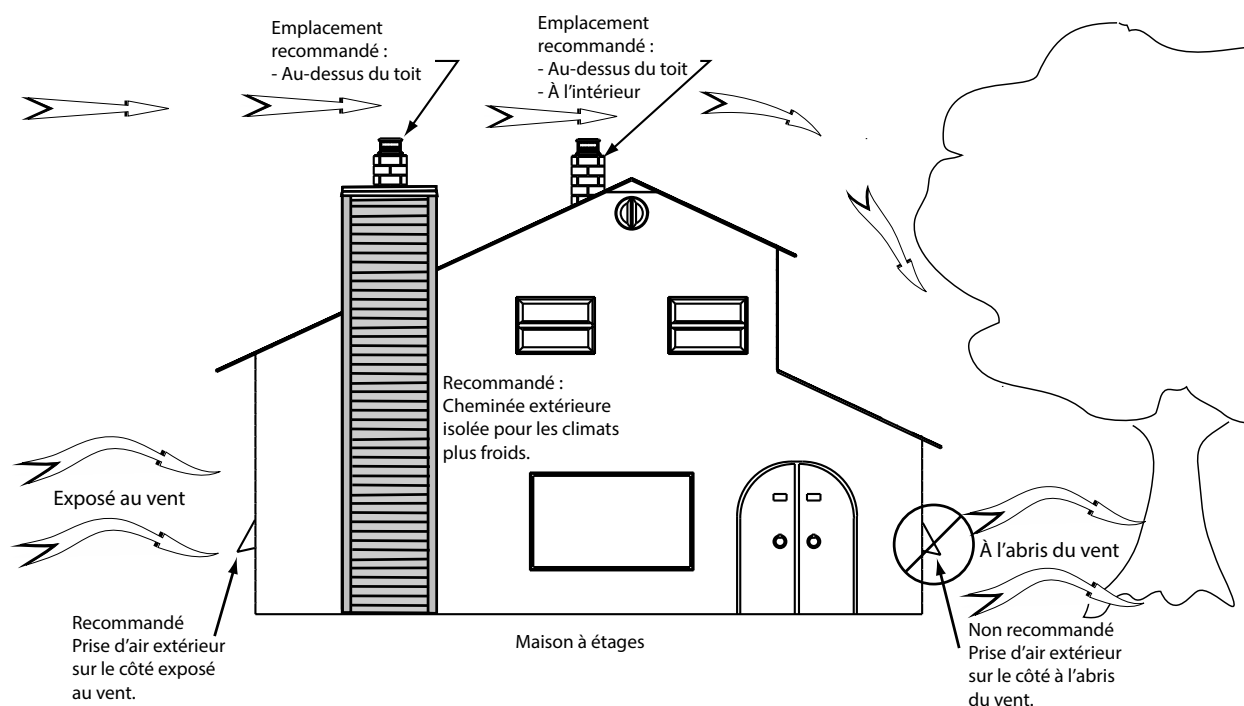 Emplacement
recommandé :
- Au-dessus du toit
Emplacement
recommandé :
- Au-dessus du toit
- À l’intérieur
Recommandé :
Cheminée extérieure
isolée pour les climats
plus froids.
Exposé au vent
À l’abris du vent
Recommandé
Prise d’air extérieur
sur le côté exposé
au vent.
Maison à étages
Non recommandé
Prise d’air extérieur
sur le côté à l’abris
du vent.